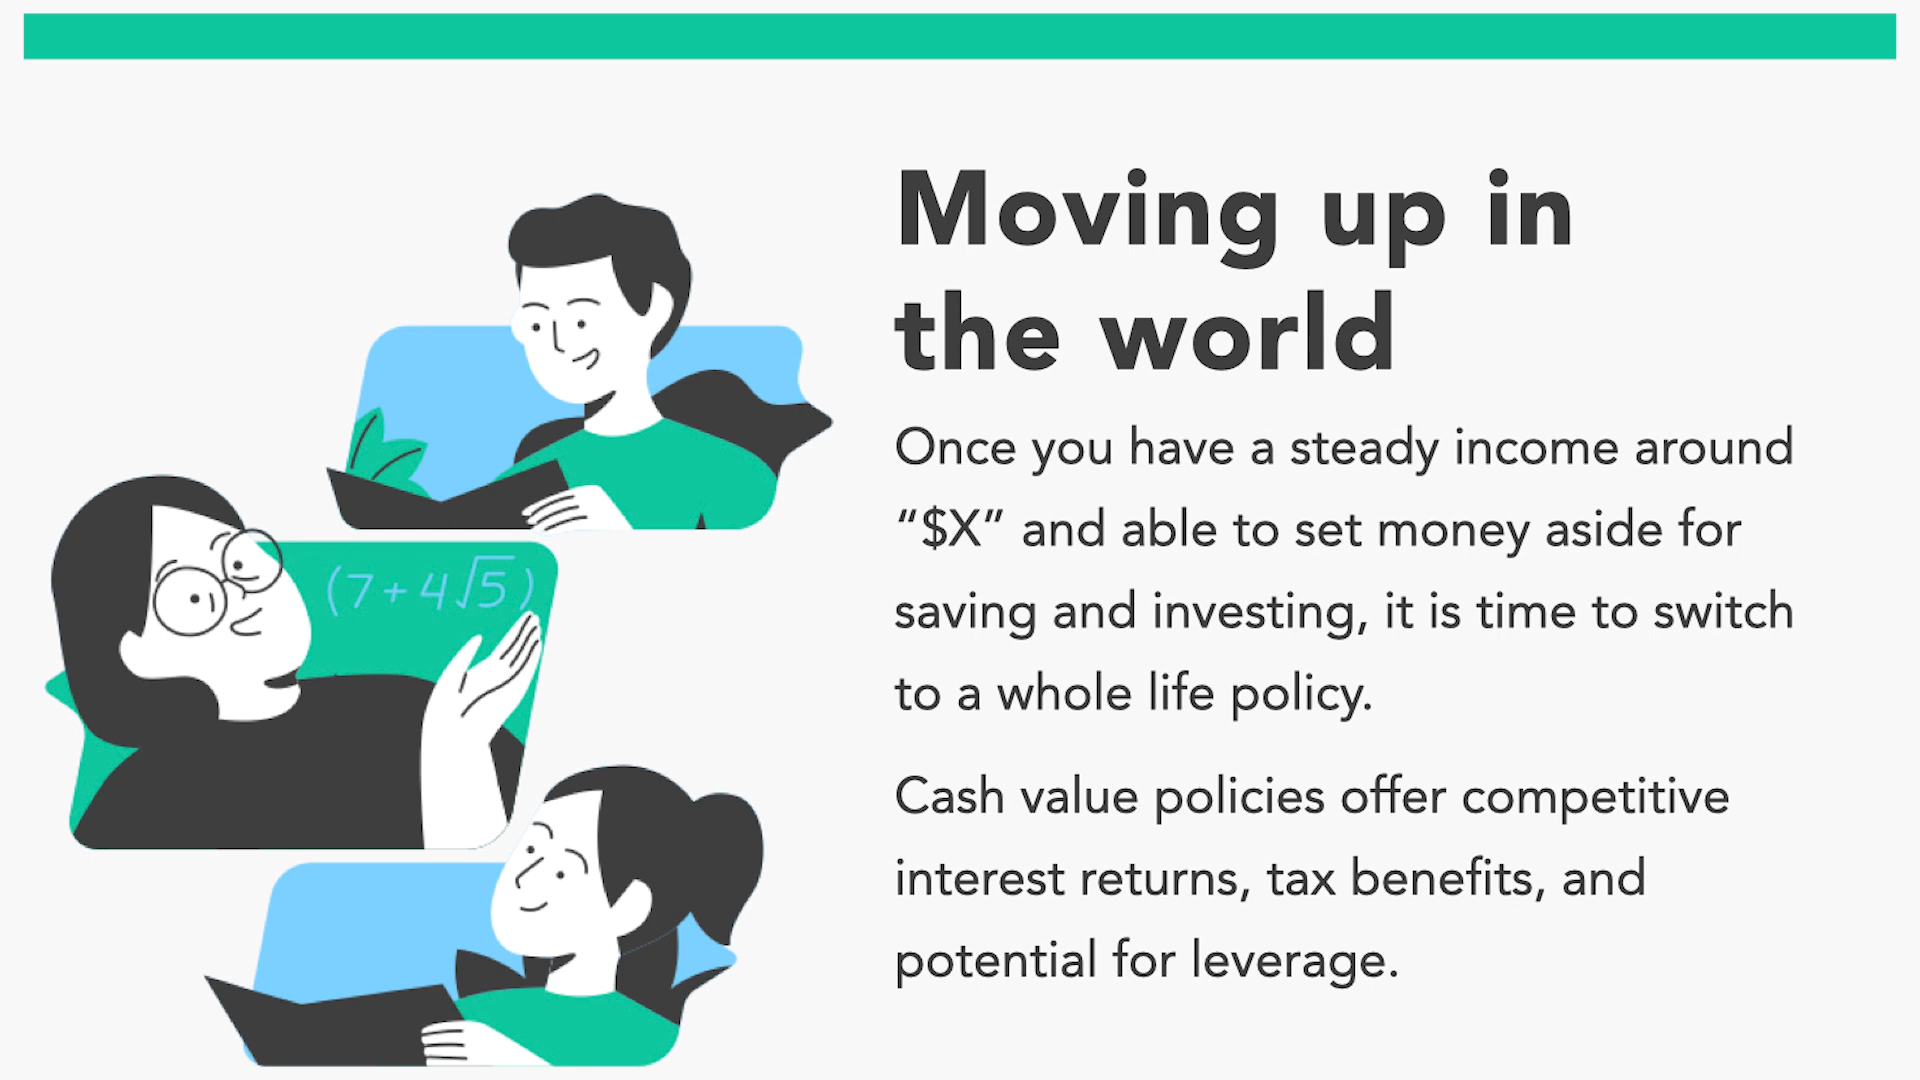 Moving up in
the world
Once you have a steady income around
“$X” and able to set money aside for
saving and investing, it is time to switch
to a whole life policy.
Cash value policies offer competitive
interest returns, tax benefits, and
potential for leverage.
(7+4√5)